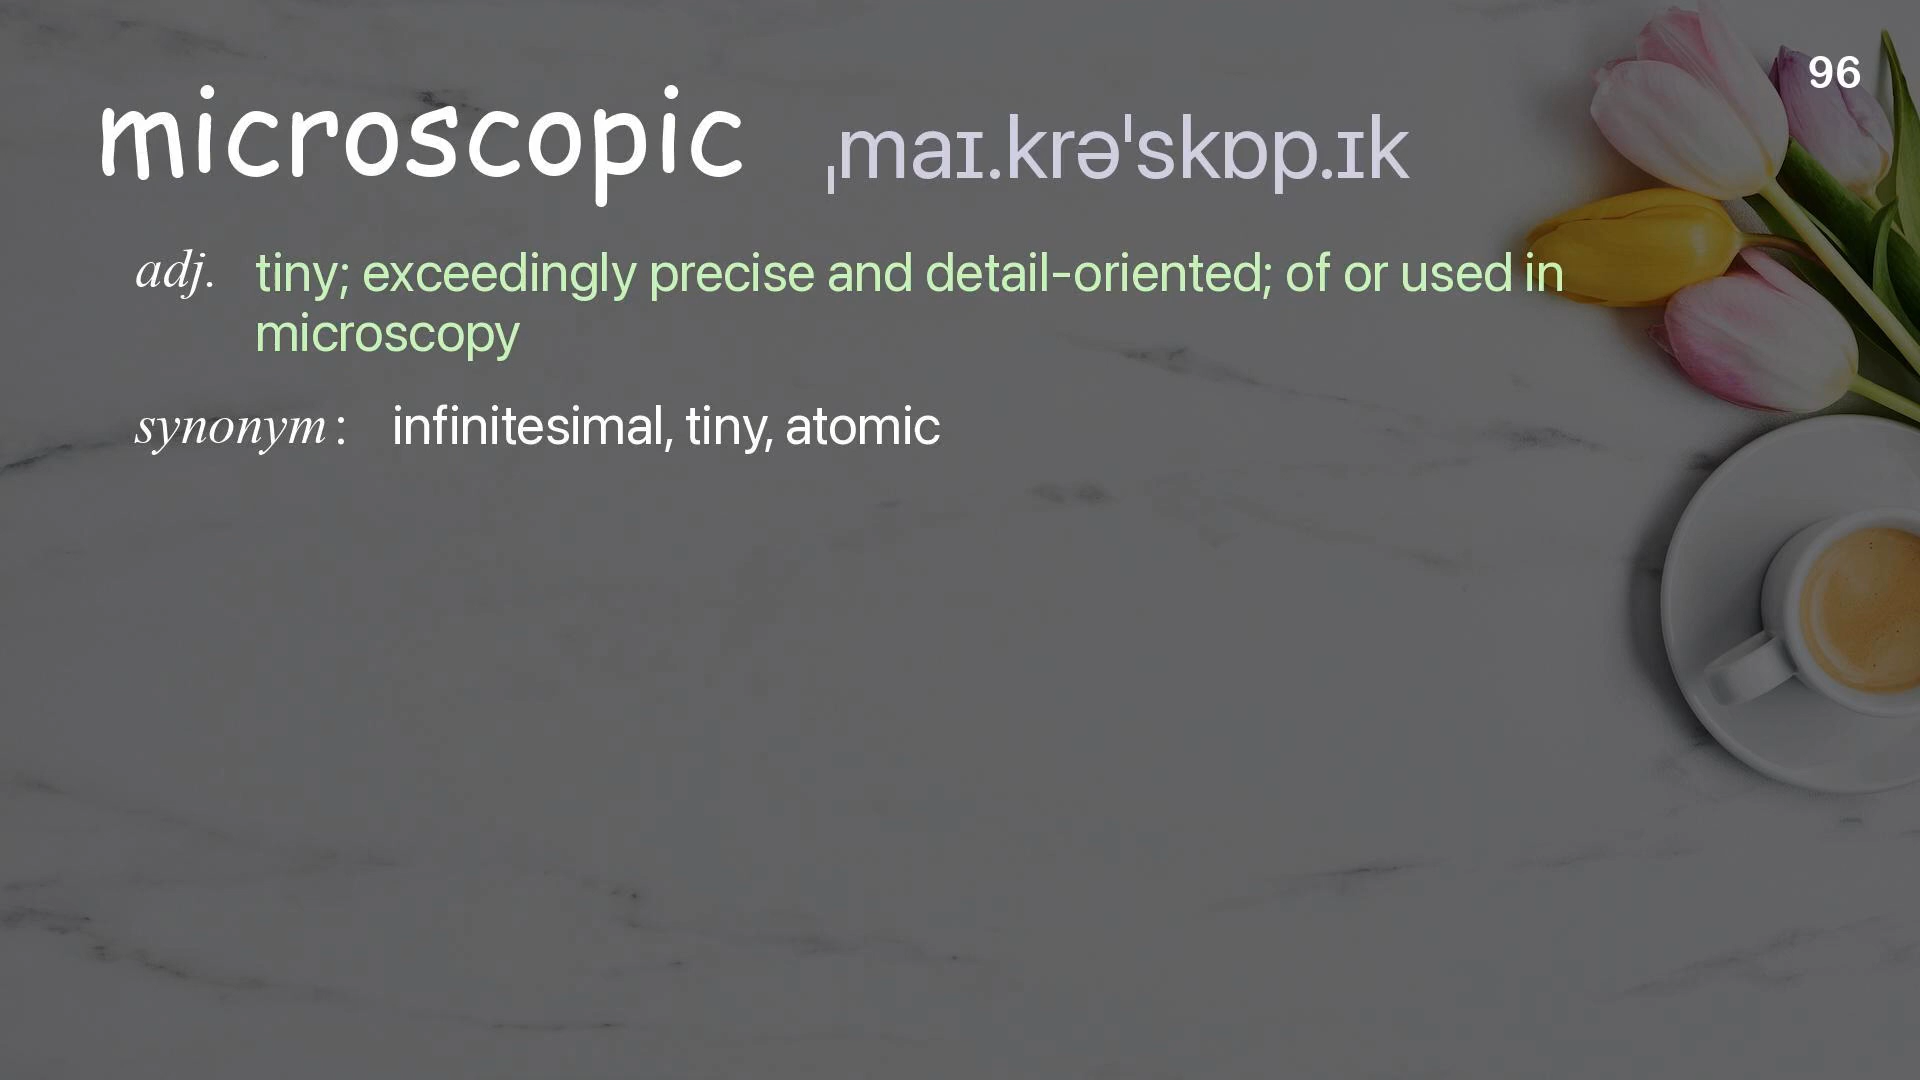 96
microscopic ˌmaɪ.krəˈskɒp.ɪk
adj. tiny; exceedingly precise and detail-oriented; of or used in
microscopy
synonym: infinitesimal, tiny, atomic